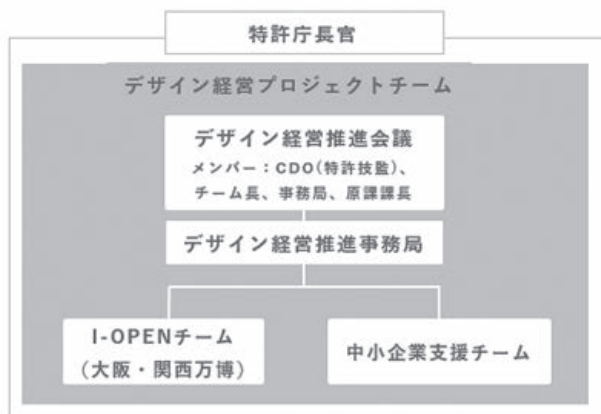 特許庁長官
デザイン経営プロジェクトチーム
デザイン経営推進会議
メンバー：CDO(特許技監)、
チーム長、事務局、原課課長
デザイン経営推進事務局
I-OPENチーム
（大阪・関西万博）
中小企業支援チーム